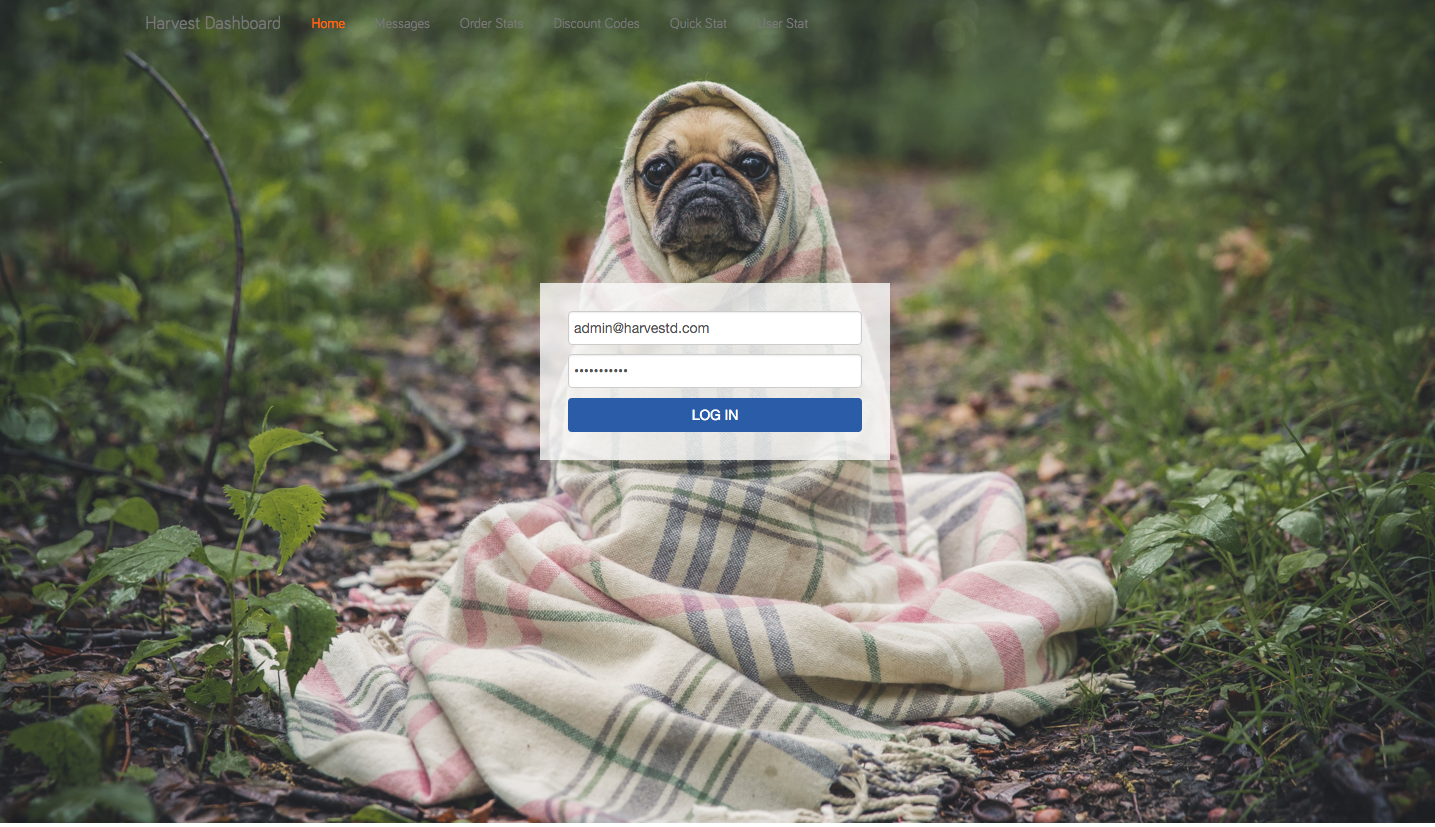 Harvest Dashboard Home Messages Order Stats Discount Codes Quick Stat User Stat
admin@harvestd.com
•••••••••••
LOG IN